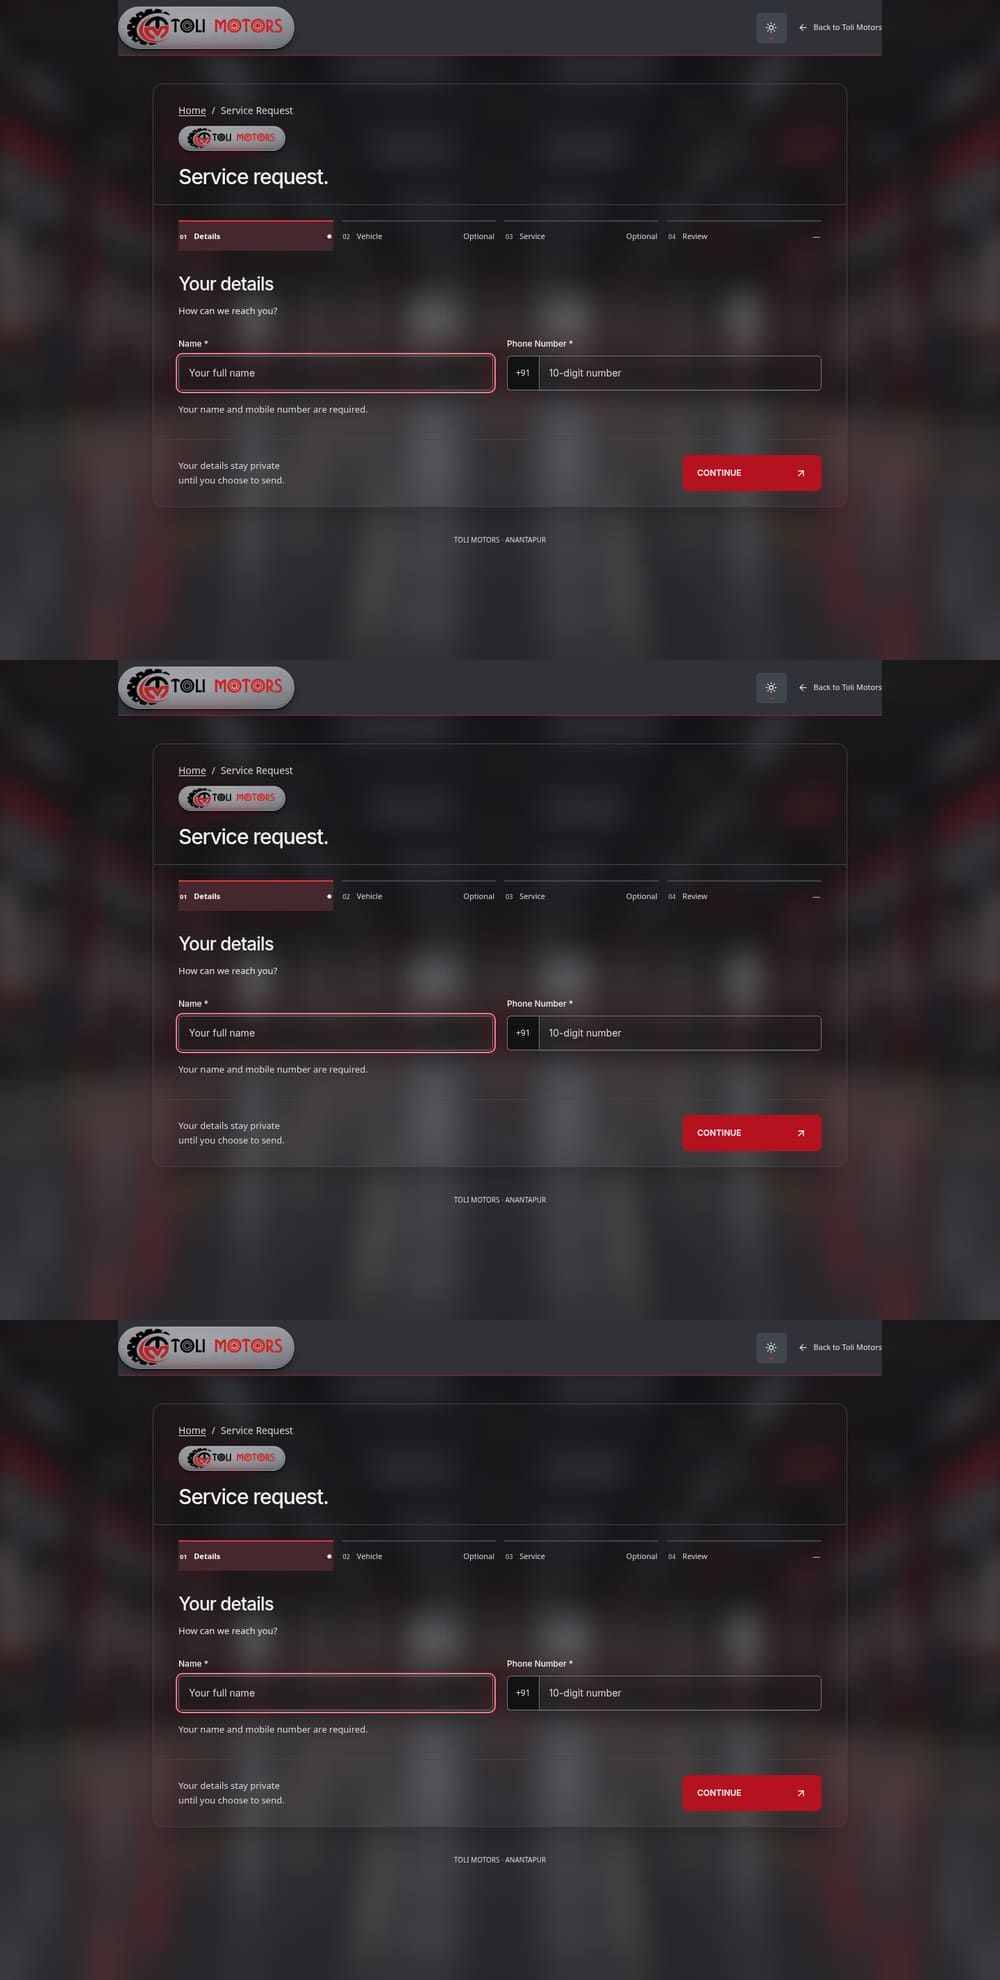 TOLI MOTORS
Back to Toli Motors
Home / Service Request
TOLI MOTORS
Service request.
01 Details
02 Vehicle Optional
03 Service Optional
04 Review —
Your details
How can we reach you?
Name *
Phone Number *
Your full name
+91 10-digit number
Your name and mobile number are required.
Your details stay private
until you choose to send.
CONTINUE
TOLI MOTORS · ANANTAPUR
TOLI MOTORS
Back to Toli Motors
Home / Service Request
TOLI MOTORS
Service request.
01 Details
02 Vehicle Optional
03 Service Optional
04 Review —
Your details
How can we reach you?
Name *
Phone Number *
Your full name
+91 10-digit number
Your name and mobile number are required.
Your details stay private
until you choose to send.
CONTINUE
TOLI MOTORS · ANANTAPUR
TOLI MOTORS
Back to Toli Motors
Home / Service Request
TOLI MOTORS
Service request.
01 Details
02 Vehicle Optional
03 Service Optional
04 Review —
Your details
How can we reach you?
Name *
Phone Number *
Your full name
+91 10-digit number
Your name and mobile number are required.
Your details stay private
until you choose to send.
CONTINUE
TOLI MOTORS · ANANTAPUR